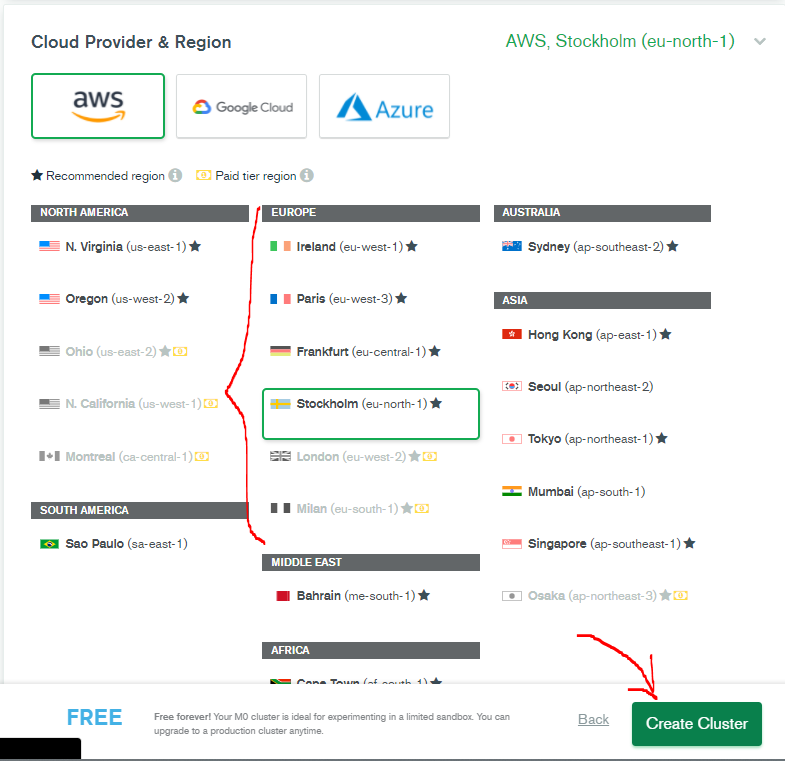 Cloud Provider & Region
AWS, Stockholm (eu-north-1)
aws
Google Cloud
Azure
Recommended region
Paid tier region
NORTH AMERICA
N. Virginia (us-east-1)
Oregon (us-west-2)
Ohio (us-east-2)
N. California (us-west-1)
Montreal (ca-central-1)
SOUTH AMERICA
Sao Paulo (sa-east-1)
EUROPE
Ireland (eu-west-1)
Paris (eu-west-3)
Frankfurt (eu-central-1)
Stockholm (eu-north-1)
London (eu-west-2)
Milan (eu-south-1)
MIDDLE EAST
Bahrain (me-south-1)
AFRICA
Cape Town (af-south-1)
AUSTRALIA
Sydney (ap-southeast-2)
ASIA
Hong Kong (ap-east-1)
Seoul (ap-northeast-2)
Tokyo (ap-northeast-1)
Mumbai (ap-south-1)
Singapore (ap-southeast-1)
Osaka (ap-northeast-3)
FREE
Free forever! Your M0 cluster is ideal for experimenting in a limited sandbox. You can
upgrade to a production cluster anytime.
Back
Create Cluster